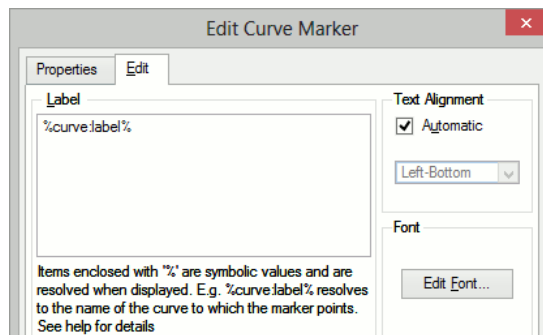 Edit Curve Marker
Properties
Edit
Label
%curve:label%
Items enclosed with '%' are symbolic values and are
resolved when displayed. E.g. %curve:label% resolves
to the name of the curve to which the marker points.
See help for details
Text Alignment
Automatic
Left-Bottom
Font
Edit Font...